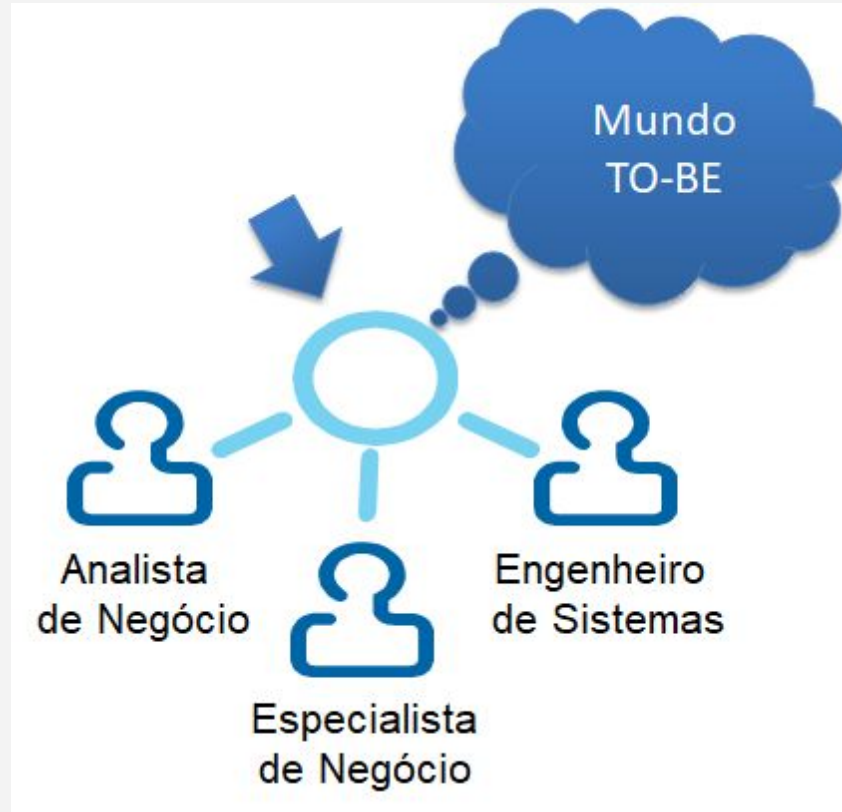 Mundo
TO-BE
Analista
de Negócio
Engenheiro
de Sistemas
Especialista
de Negócio